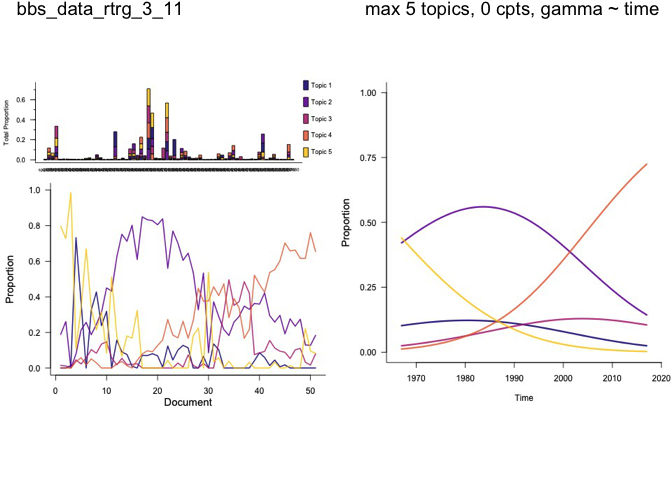 bbs_data_rtrg_3_11
max 5 topics, 0 cpts, gamma ~ time
Total Proportion
0.6
0.4
0.2
0.0
Topic 1
Topic 2
Topic 3
Topic 4
Topic 5
Proportion
1.0
0.8
0.6
0.4
0.2
0.0
0 10 20 30 40 50
Document
Proportion
1.00
0.75
0.50
0.25
0.00
1970 1980 1990 2000 2010 2020
Time